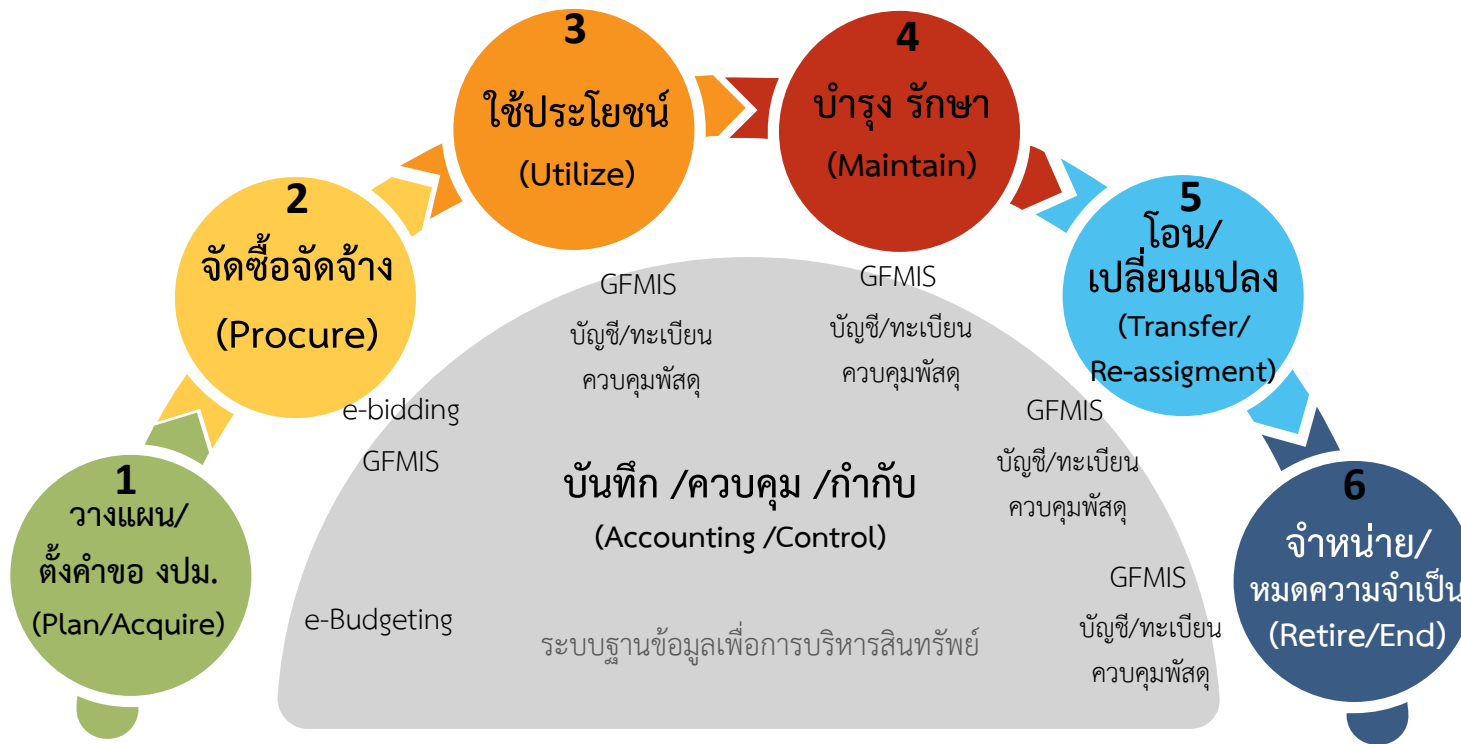 1
วางแผน/
ตั้งคำขอ งปม.
(Plan/Acquire)
2
จัดซื้อจัดจ้าง
(Procure)
3
ใช้ประโยชน์
(Utilize)
4
บำรุง รักษา
(Maintain)
5
โอน/
เปลี่ยนแปลง
(Transfer/
Re-assigment)
6
จำหน่าย/
หมดความจำเป็น
(Retire/End)
e-Budgeting
e-bidding
GFMIS
GFMIS
บัญชี/ทะเบียน
ควบคุมพัสดุ
GFMIS
บัญชี/ทะเบียน
ควบคุมพัสดุ
GFMIS
บัญชี/ทะเบียน
ควบคุมพัสดุ
GFMIS
บัญชี/ทะเบียน
ควบคุมพัสดุ
บันทึก /ควบคุม /กำกับ
(Accounting /Control)
ระบบฐานข้อมูลเพื่อการบริหารสินทรัพย์